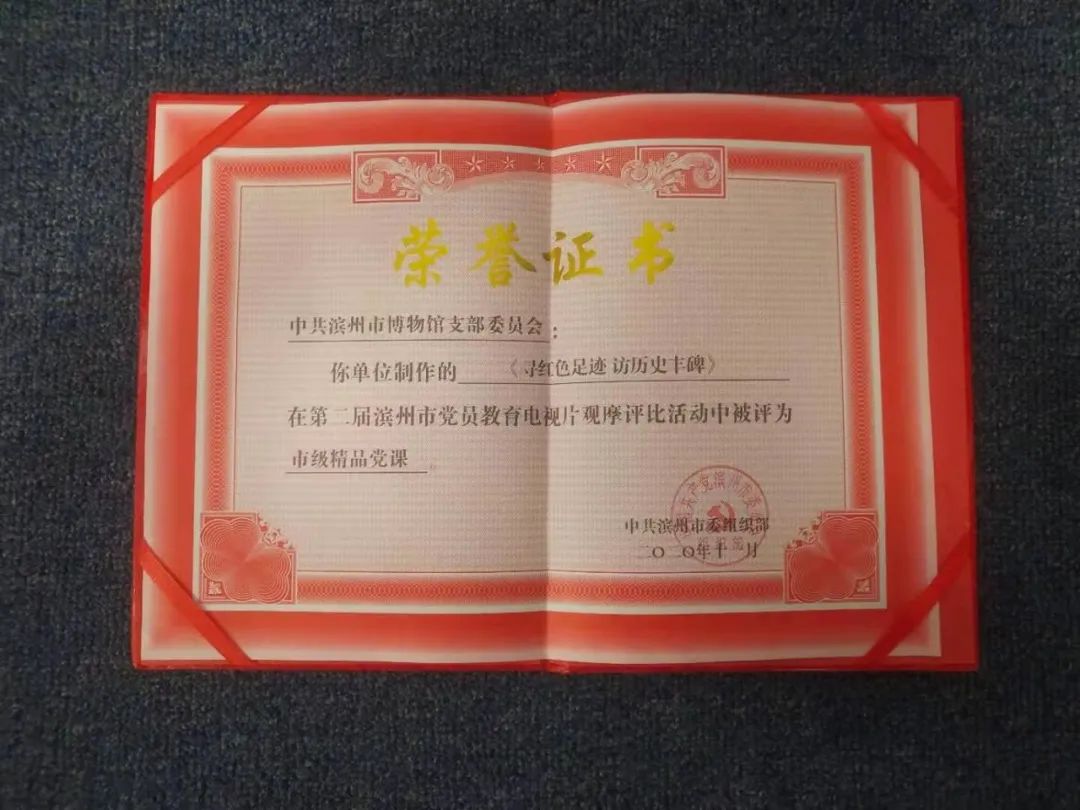 荣誉证书
中共滨州市博物馆支部委员会：
你单位制作的 《寻红色足迹 访历史丰碑》
在第二届滨州市党员教育电视片观摩评比活动中被评为
市级精品党课。
中共滨州市委组织部
二〇二〇年十一月